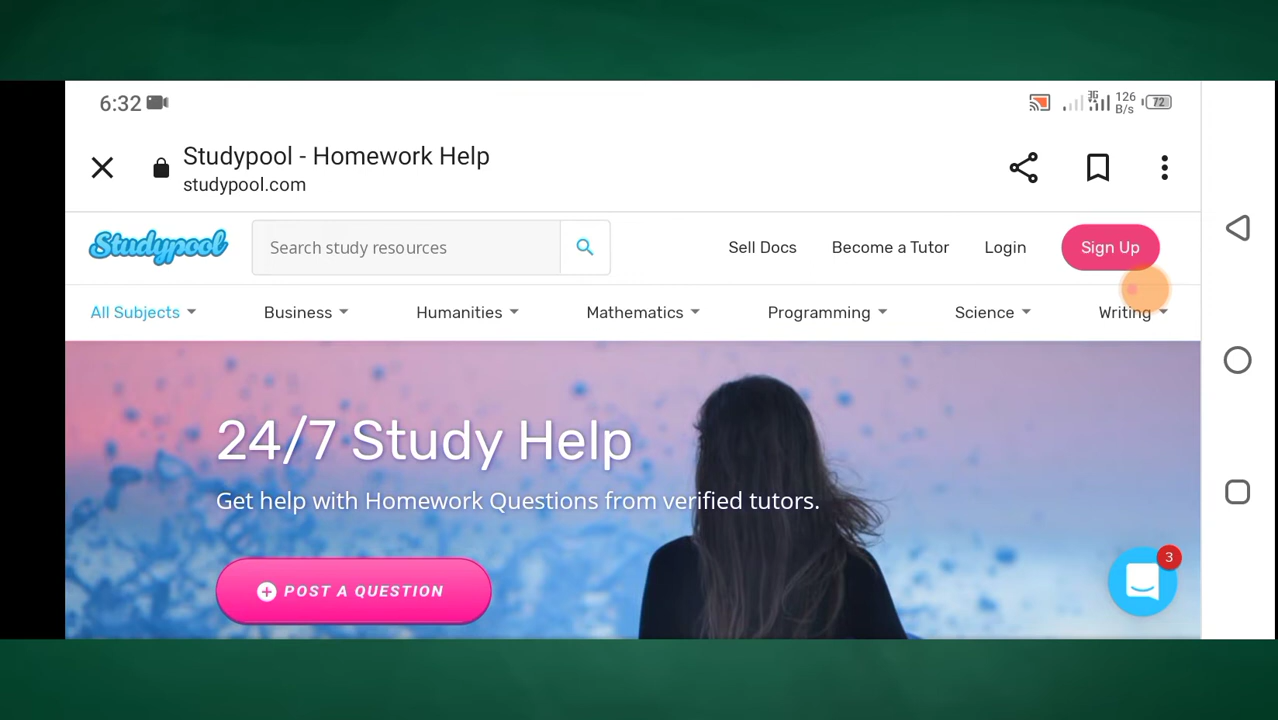 6:32
3G
126
B/s
72
Studypool - Homework Help
studypool.com
Studypool
Search study resources
Sell Docs
Become a Tutor
Login
Sign Up
All Subjects
Business
Humanities
Mathematics
Programming
Science
Writing
24/7 Study Help
Get help with Homework Questions from verified tutors.
POST A QUESTION
3